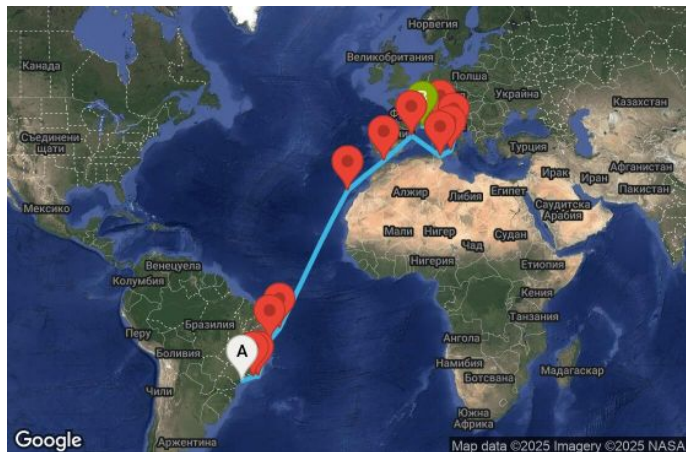 Норвегия
Канада
Великобритания
Полша
Украйна
Казахстан
Съединени
щати
Турция
Афганистан
Ирак
Иран
Пакистан
Алжир
Либия
Египет
Саудитска
Арабия
Мексико
Мали
Нигер
Судан
Чад
Венецуела
Нигерия
Етиопия
Колумбия
Кения
Бразилия
Танзания
Перу
A
Ангола
Боливия
Мадагаскар
Намибия
Ботсвана
Чили
Южна
Африка
Аржентина
Google
Map data ©2025 Imagery ©2025 NASA